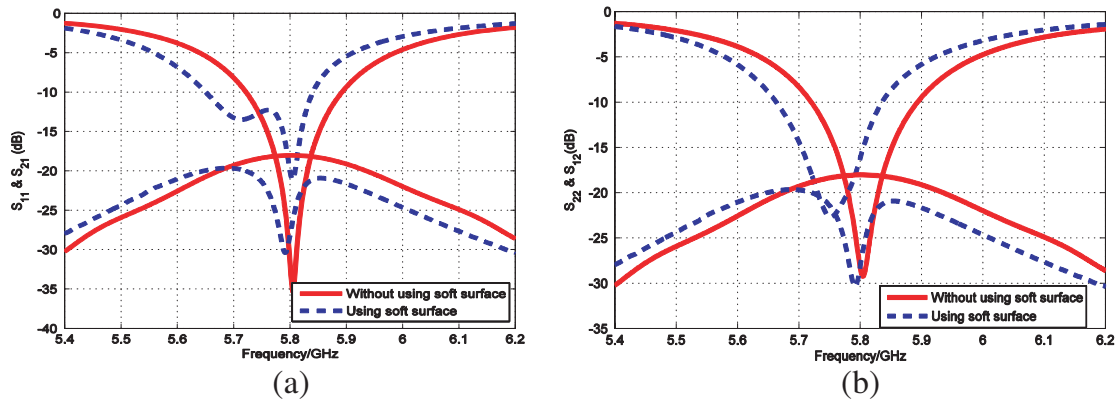 0
-5
-10
-15
-20
-25
-30
-35
-40
S11 & S21 (dB)
5.4 5.5 5.6 5.7 5.8 5.9 6 6.1 6.2
Frequency/GHz
Without using soft surface
Using soft surface
(a)
0
-5
-10
-15
-20
-25
-30
-35
S22 & S12(dB)
5.4 5.5 5.6 5.7 5.8 5.9 6 6.1 6.2
Frequency/GHz
Without using soft surface
Using soft surface
(b)